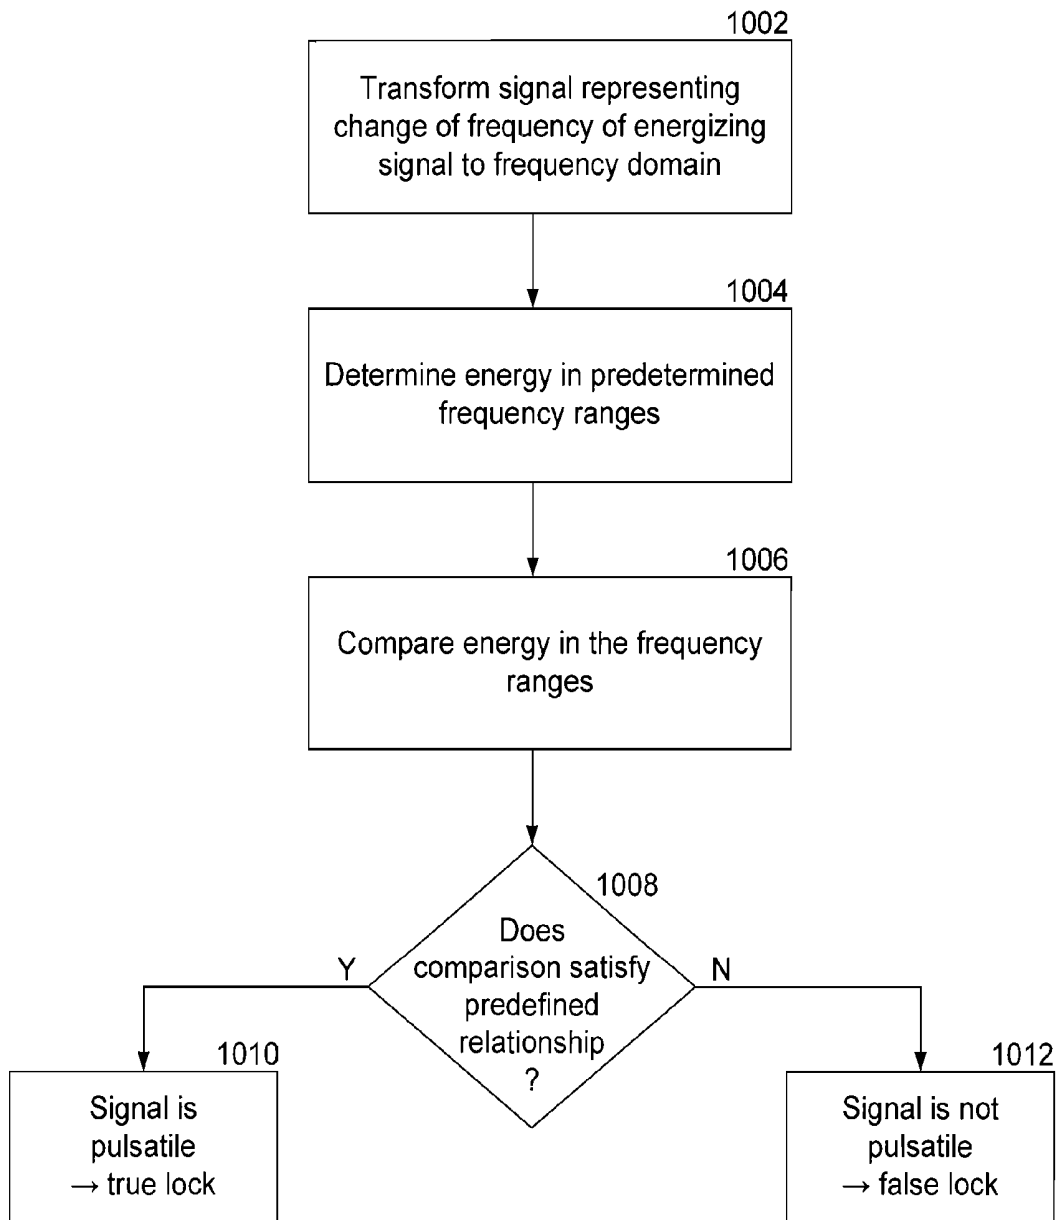 1002
Transform signal representing
change of frequency of energizing
signal to frequency domain
1004
Determine energy in predetermined
frequency ranges
1006
Compare energy in the frequency
ranges
1008
Does
comparison satisfy
predefined
relationship
?
Y
N
1010
Signal is
pulsatile
→ true lock
1012
Signal is not
pulsatile
→ false lock